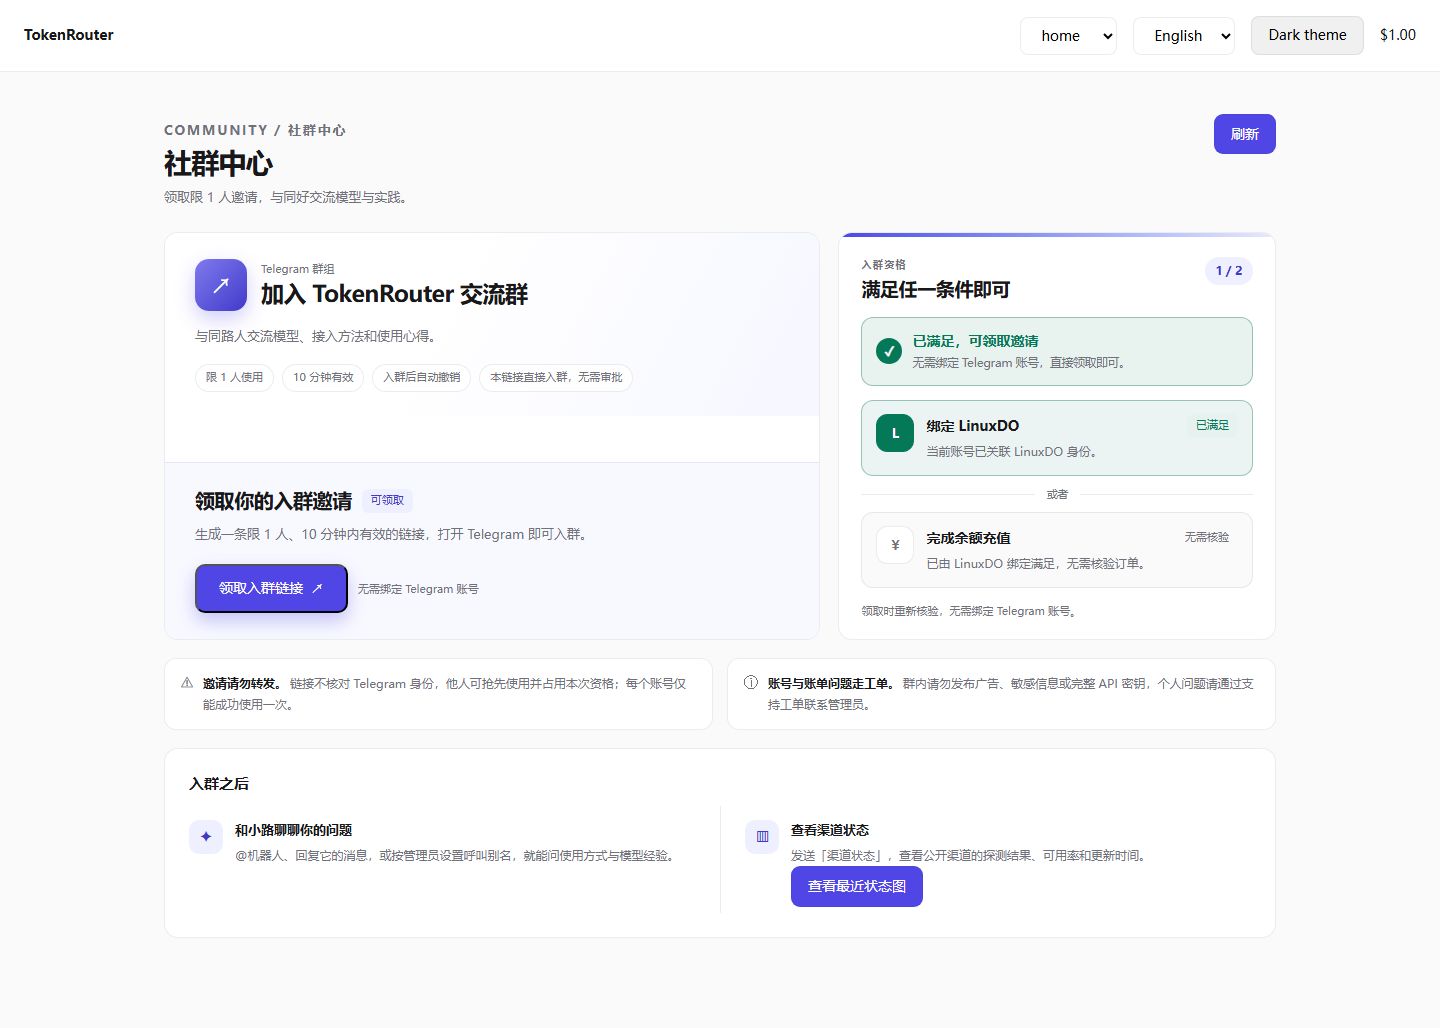 TokenRouter
home
English
Dark theme
$1.00
COMMUNITY / 社群中心
社群中心
领取限 1 人邀请，与同好交流模型与实践。
刷新
Telegram 群组
加入 TokenRouter 交流群
与同路人交流模型、接入方法和使用心得。
限 1 人使用
10 分钟有效
入群后自动撤销
本链接直接入群，无需审批
领取你的入群邀请
可领取
生成一条限 1 人、10 分钟内有效的链接，打开 Telegram 即可入群。
领取入群链接 ↗
无需绑定 Telegram 账号
入群资格
满足任一条件即可
1 / 2
已满足，可领取邀请
无需绑定 Telegram 账号，直接领取即可。
L
绑定 LinuxDO
已满足
当前账号已关联 LinuxDO 身份。
或者
¥
完成余额充值
无需核验
已由 LinuxDO 绑定满足，无需核验订单。
领取时重新核验，无需绑定 Telegram 账号。
邀请请勿转发。 链接不核对 Telegram 身份，他人可抢先使用并占用本次资格；每个账号仅
能成功使用一次。
账号与账单问题走工单。 群内请勿发布广告、敏感信息或完整 API 密钥，个人问题请通过支
持工单联系管理员。
入群之后
和小路聊聊你的问题
@机器人、回复它的消息，或按管理员设置呼叫别名，就能问使用方式与模型经验。
查看渠道状态
发送「渠道状态」，查看公开渠道的探测结果、可用率和更新时间。
查看最近状态图